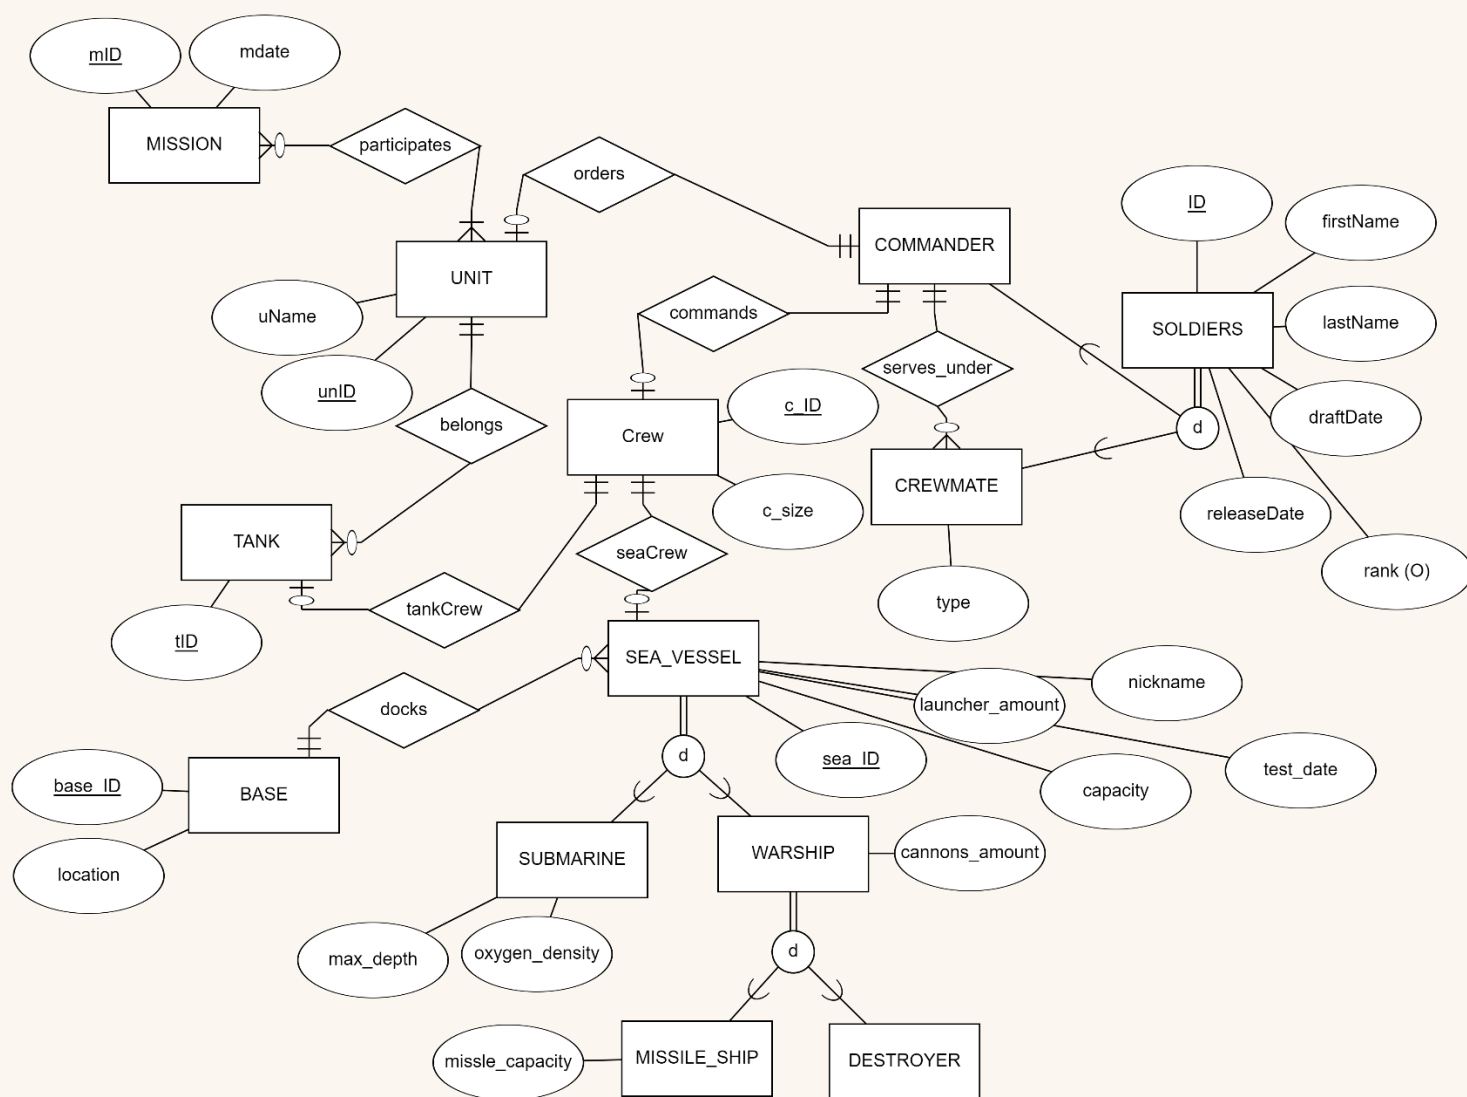 mID
mdate
MISSION
participates
orders
ID
firstName
COMMANDER
UNIT
uName
commands
SOLDIERS
lastName
serves_under
unID
c_ID
draftDate
belongs
Crew
d
CREWMATE
c_size
releaseDate
TANK
seaCrew
rank (O)
tankCrew
type
tID
SEA_VESSEL
nickname
launcher_amount
docks
d
sea_ID
test_date
base_ID
BASE
capacity
SUBMARINE
WARSHIP
cannons_amount
location
max_depth
oxygen_density
d
missle_capacity
MISSILE_SHIP
DESTROYER